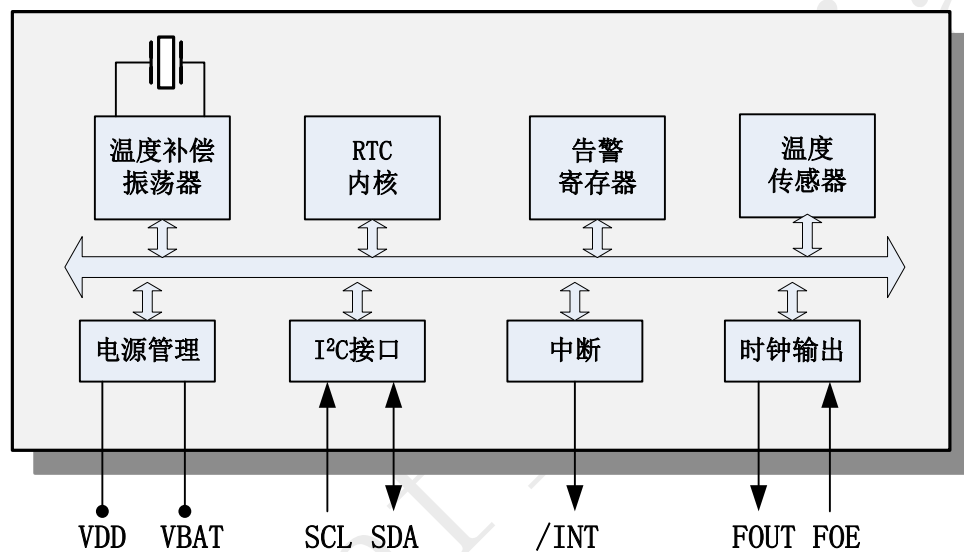 温度补偿
振荡器
RTC
内核
告警
寄存器
温度
传感器
电源管理
I²C接口
中断
时钟输出
VDD VBAT SCL SDA /INT FOUT FOE